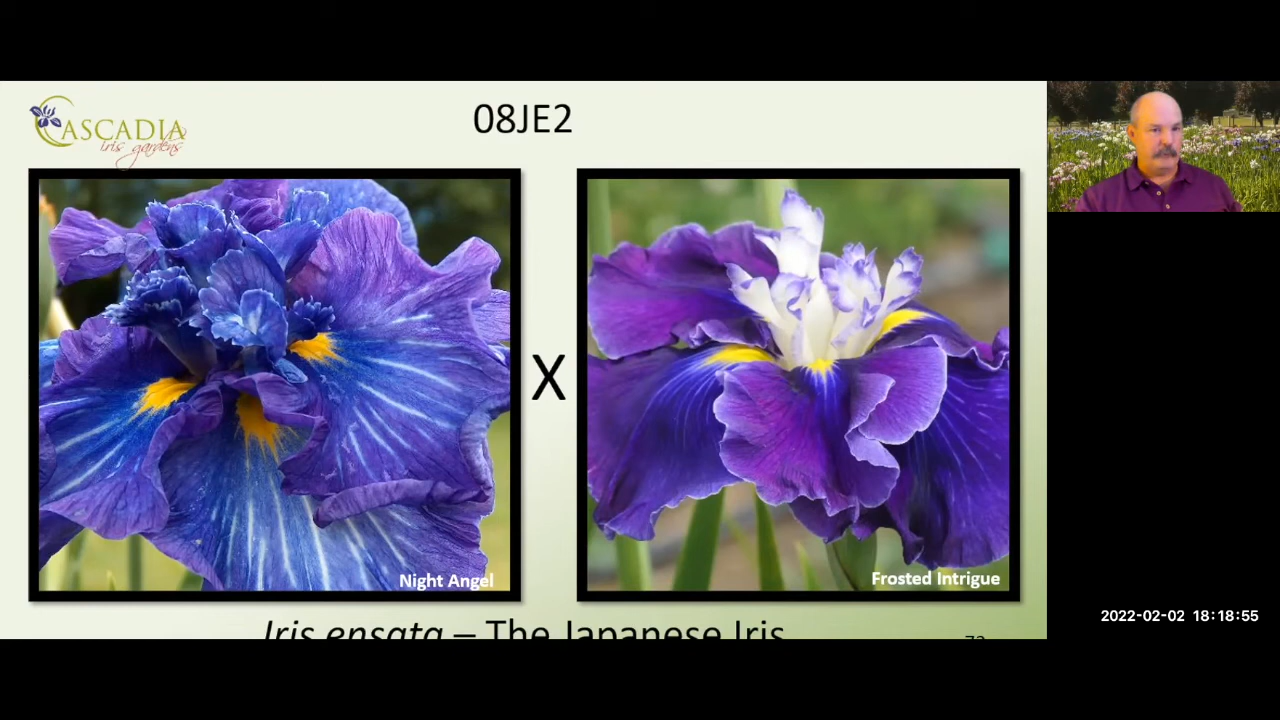 08JE2
CASCADIA
iris gardens
X
Night Angel
Frosted Intrigue
Iris ensata – The Japanese Iris
2022-02-02 18:18:55